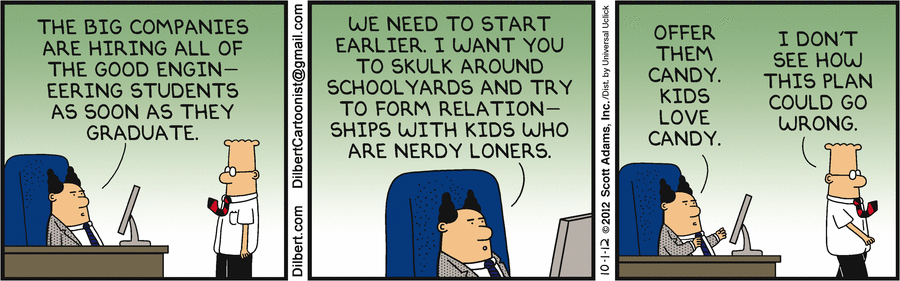 THE BIG COMPANIES
ARE HIRING ALL OF
THE GOOD ENGIN-
EERING STUDENTS
AS SOON AS THEY
GRADUATE.
Dilbert.com DilbertCartoonist@gmail.com
WE NEED TO START
EARLIER. I WANT YOU
TO SKULK AROUND
SCHOOLYARDS AND TRY
TO FORM RELATION-
SHIPS WITH KIDS WHO
ARE NERDY LONERS.
10-1-12 © 2012 Scott Adams, Inc. /Dist. by Universal Uclick
OFFER
THEM
CANDY.
KIDS
LOVE
CANDY.
I DON'T
SEE HOW
THIS PLAN
COULD GO
WRONG.